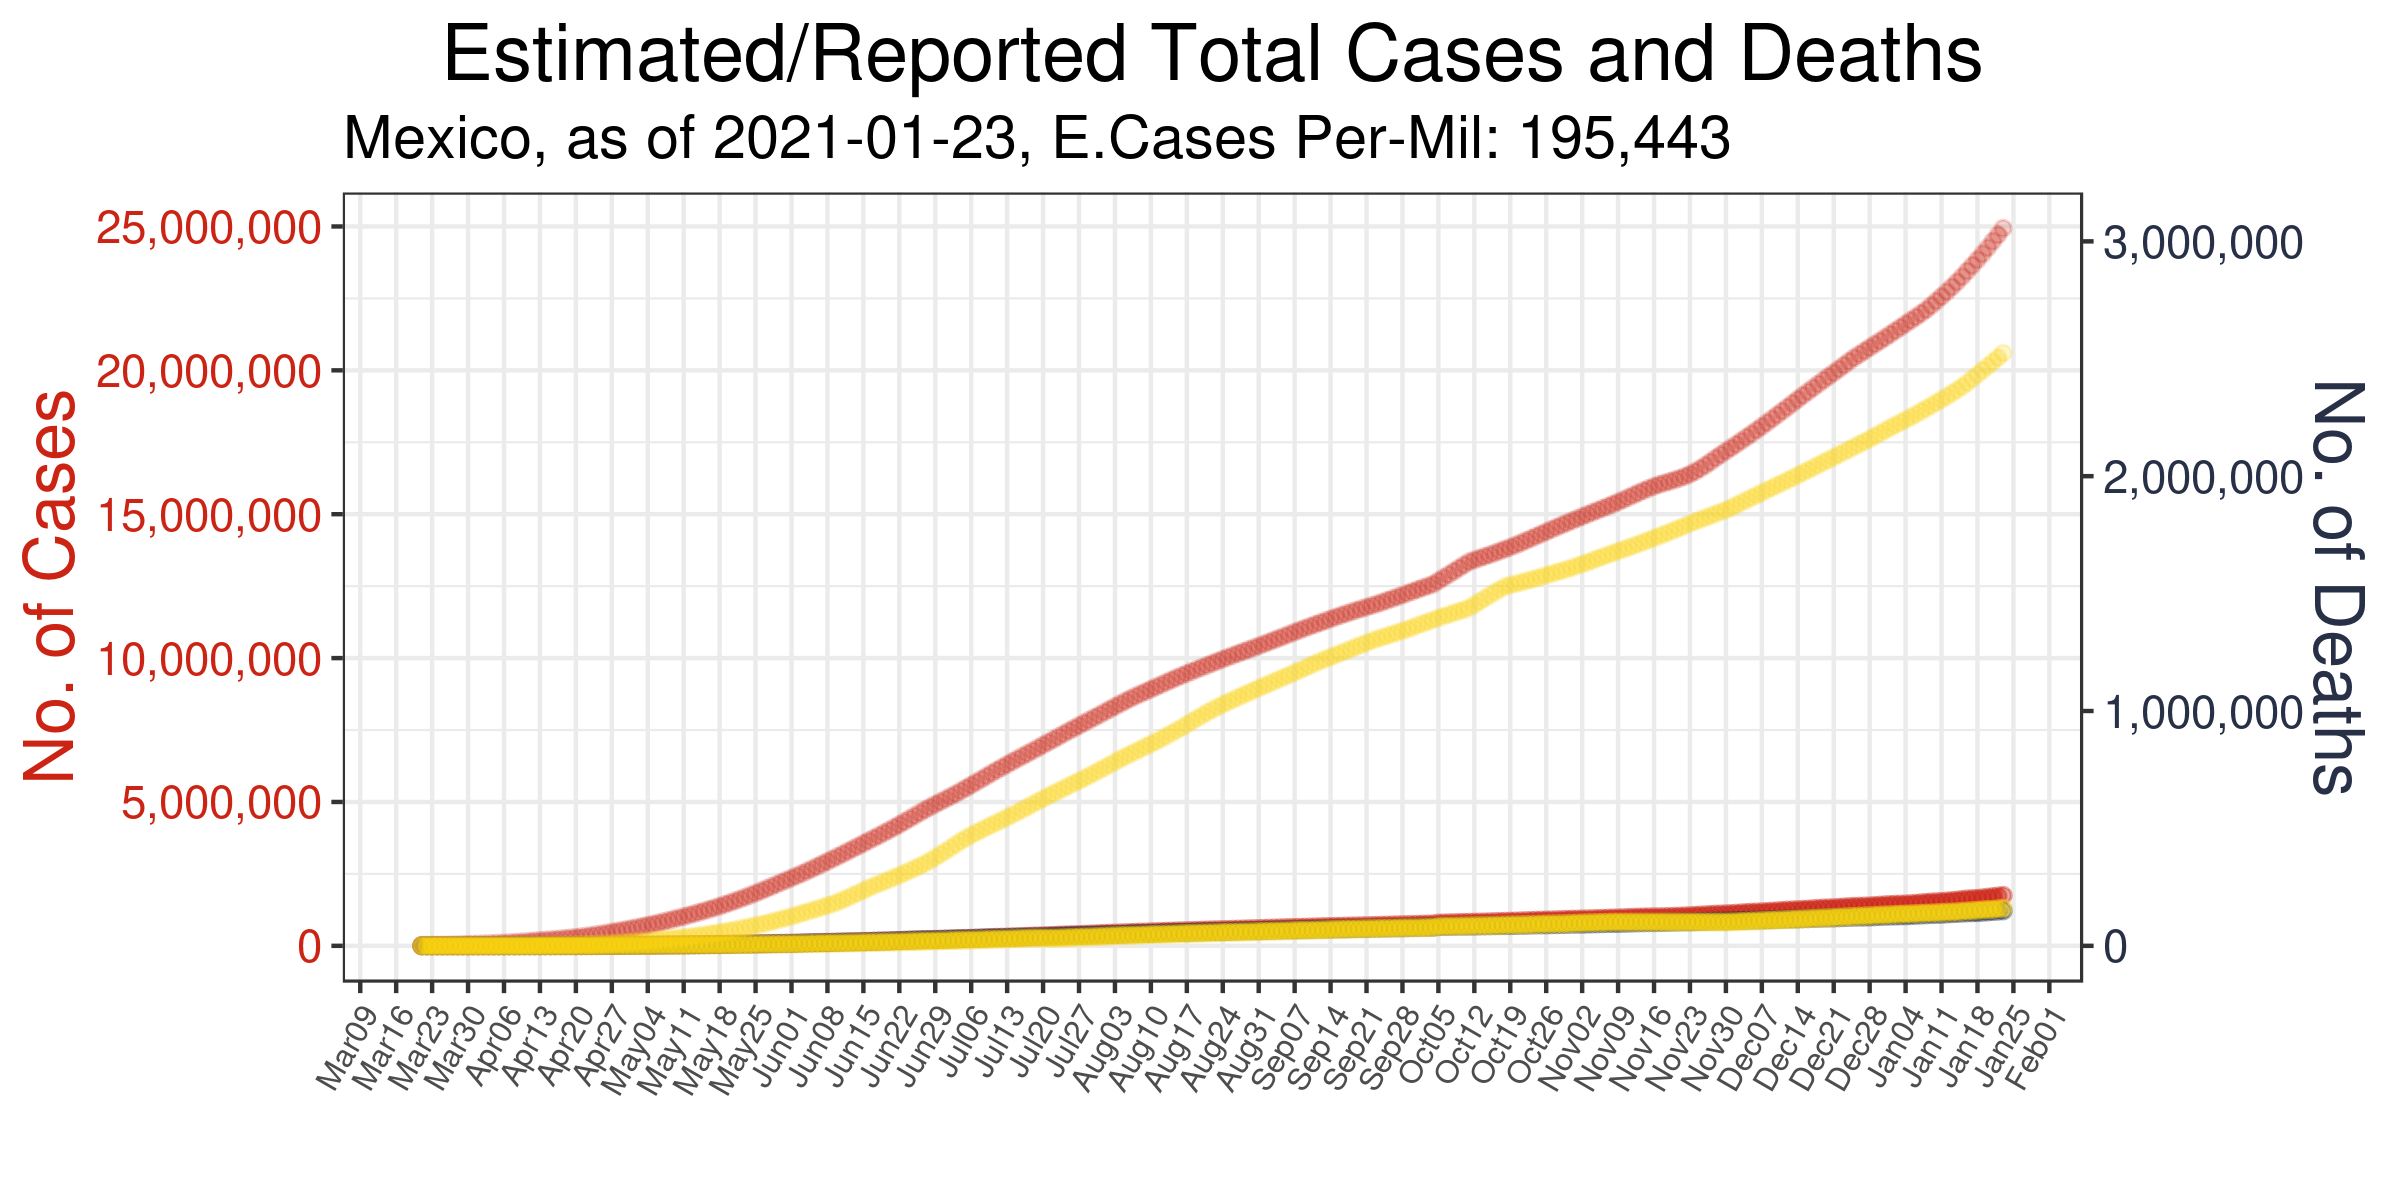 Estimated/Reported Total Cases and Deaths
Mexico, as of 2021-01-23, E.Cases Per-Mil: 195,443
No. of Cases
25,000,000
20,000,000
15,000,000
10,000,000
5,000,000
0
3,000,000
2,000,000
1,000,000
0
No. of Deaths
Mar09
Mar16
Mar23
Mar30
Apr06
Apr13
Apr20
Apr27
May04
May11
May18
May25
Jun01
Jun08
Jun15
Jun22
Jun29
Jul06
Jul13
Jul20
Jul27
Aug03
Aug10
Aug17
Aug24
Aug31
Sep07
Sep14
Sep21
Sep28
Oct05
Oct12
Oct19
Oct26
Nov02
Nov09
Nov16
Nov23
Nov30
Dec07
Dec14
Dec21
Dec28
Jan04
Jan11
Jan18
Jan25
Feb01